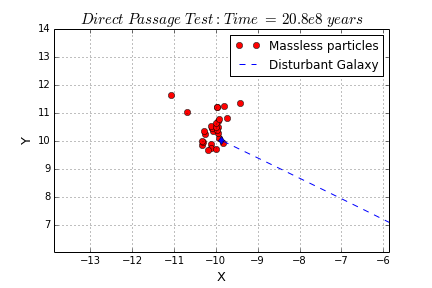 Direct Passage Test: Time = 20.8e8 years
14
Massless particles
Disturbant Galaxy
13
12
11
Y
10
9
8
7
−13 −12 −11 −10 −9 −8 −7 −6
X